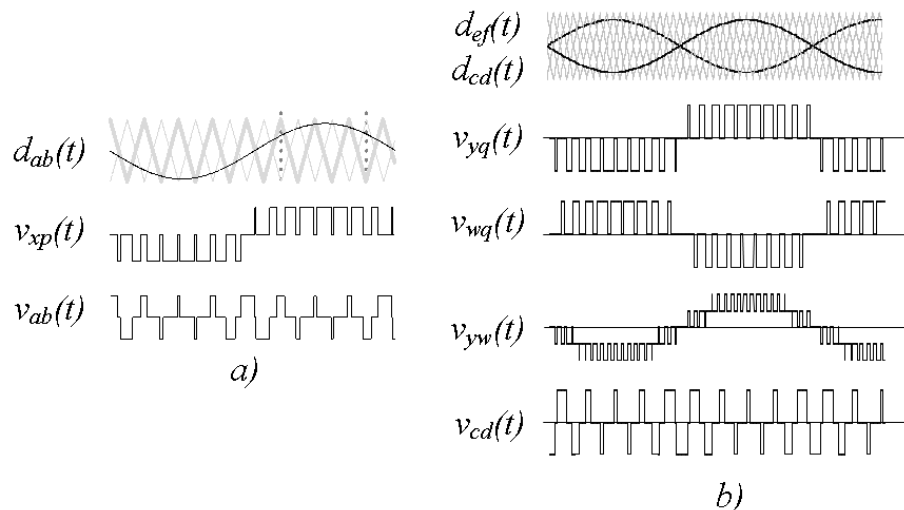 d_ab(t)
v_xp(t)
v_ab(t)
a)
d_ef(t)
d_cd(t)
v_yq(t)
v_wq(t)
v_yw(t)
v_cd(t)
b)